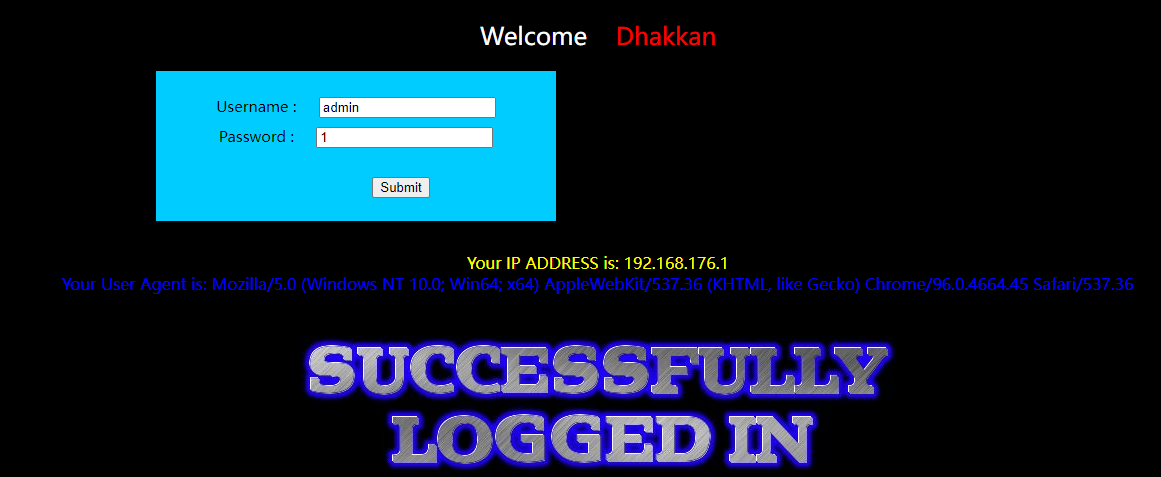 Welcome Dhakkan
Username : admin
Password : 1
Submit
Your IP ADDRESS is: 192.168.176.1
Your User Agent is: Mozilla/5.0 (Windows NT 10.0; Win64; x64) AppleWebKit/537.36 (KHTML, like Gecko) Chrome/96.0.4664.45 Safari/537.36
SUCCESSFULLY
LOGGED IN